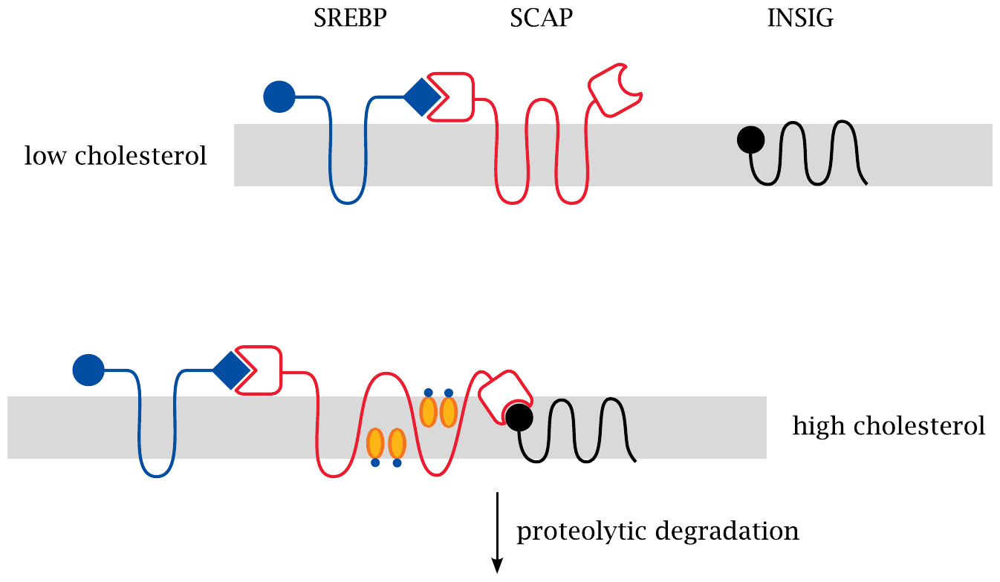 SREBP SCAP INSIG
low cholesterol
high cholesterol
proteolytic degradation